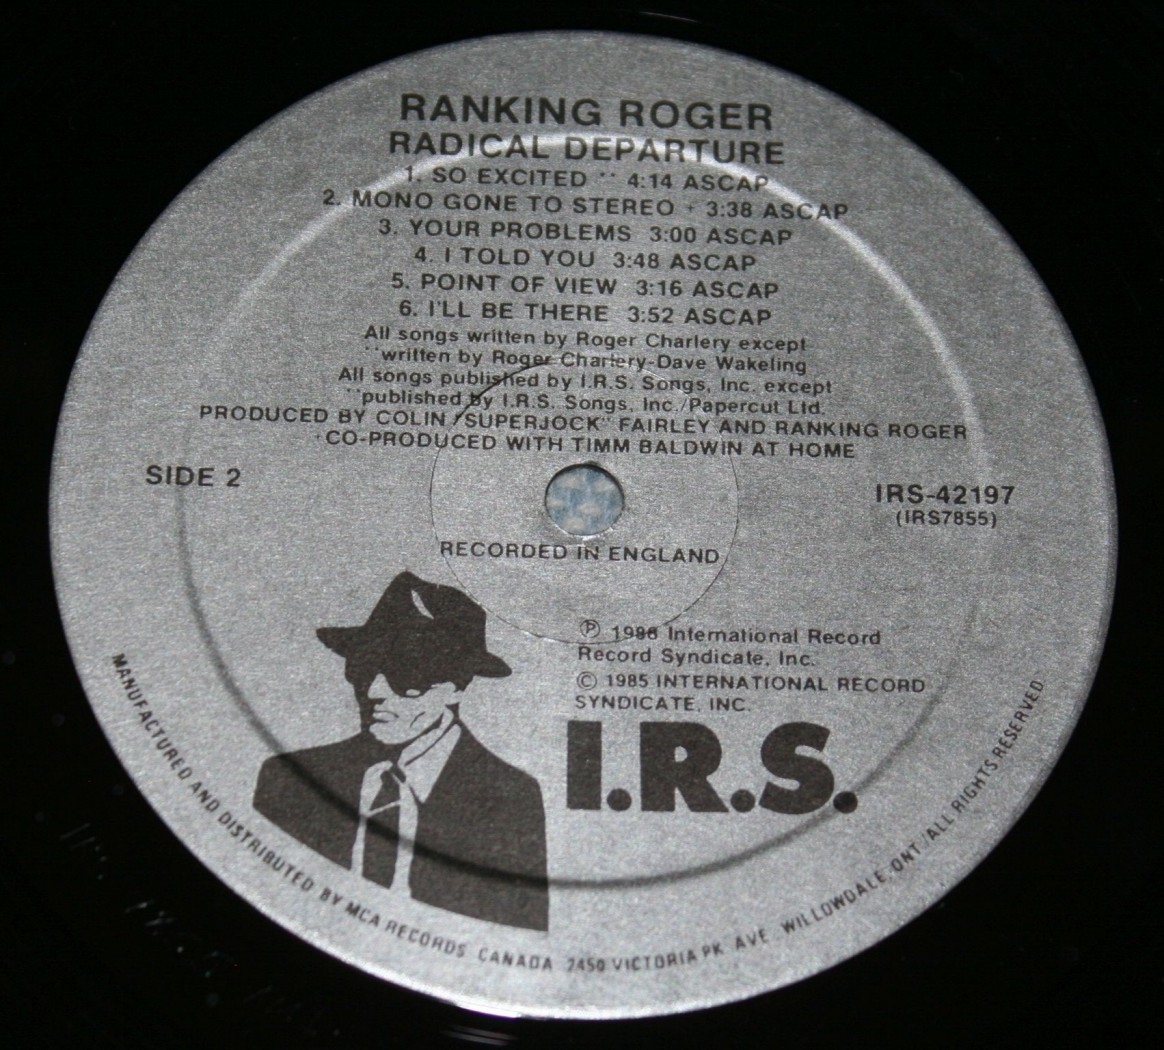 RANKING ROGER
RADICAL DEPARTURE
1. SO EXCITED ** 4:14 ASCAP
2. MONO GONE TO STEREO + 3:38 ASCAP
3. YOUR PROBLEMS 3:00 ASCAP
4. I TOLD YOU 3:48 ASCAP
5. POINT OF VIEW 3:16 ASCAP
6. I'LL BE THERE 3:52 ASCAP
All songs written by Roger Charlery except
**written by Roger Charlery-Dave Wakeling
All songs published by I.R.S. Songs, Inc. except
**published by I.R.S. Songs, Inc./Papercut Ltd.
PRODUCED BY COLIN "SUPERJOCK" FAIRLEY AND RANKING ROGER
+CO-PRODUCED WITH TIMM BALDWIN AT HOME
SIDE 2
IRS-42197
(IRS7855)
RECORDED IN ENGLAND
Ⓟ 1988 International Record
Record Syndicate, Inc.
© 1985 INTERNATIONAL RECORD
SYNDICATE, INC.
I.R.S.
MANUFACTURED AND DISTRIBUTED BY MCA RECORDS CANADA 2450 VICTORIA PK AVE. WILLOWDALE, ONT./ALL RIGHTS RESERVED